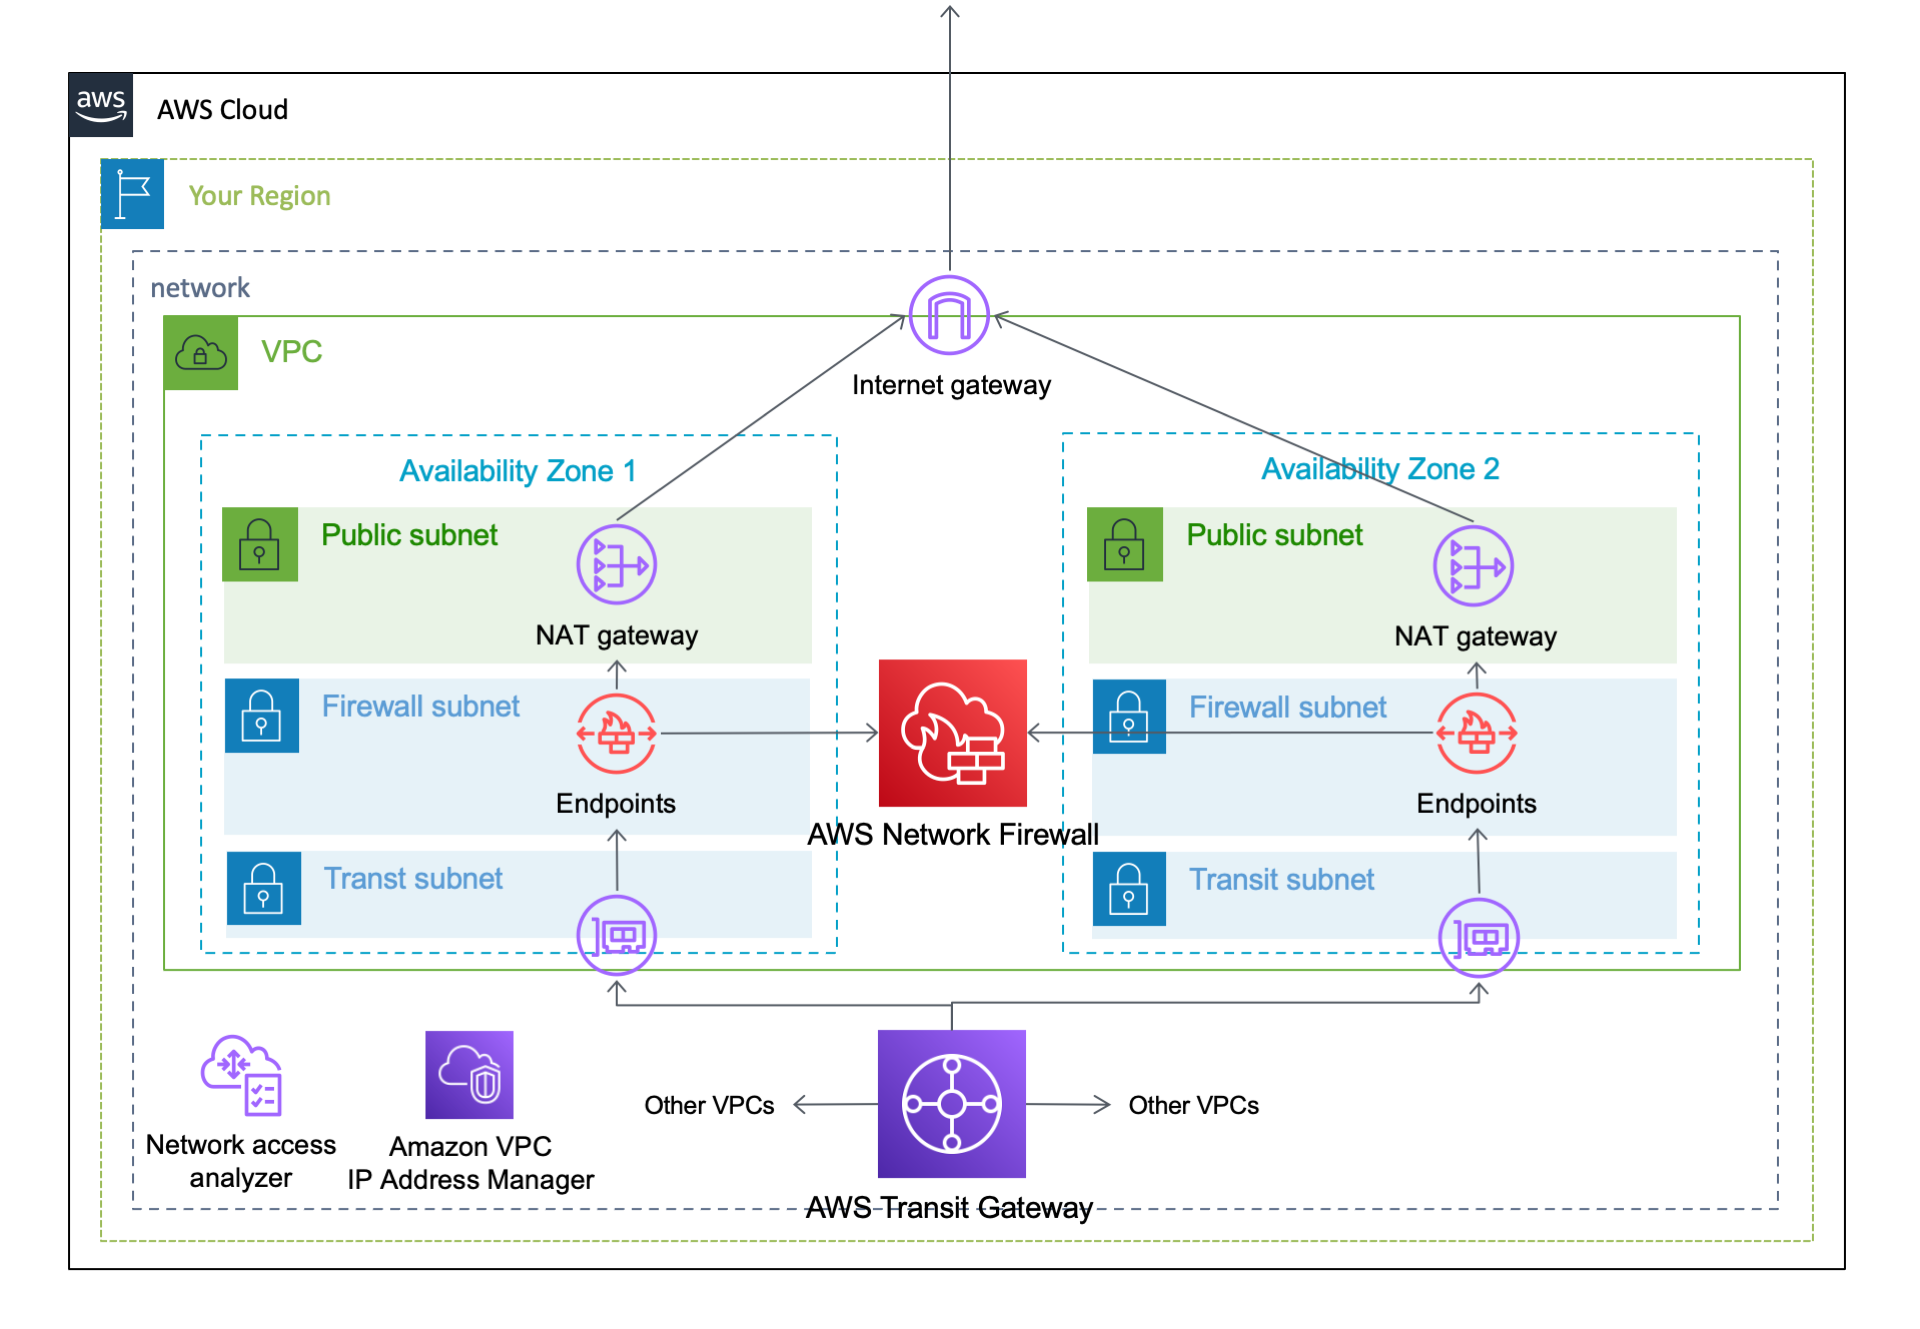 aws
AWS Cloud
Your Region
network
VPC
Internet gateway
Availability Zone 1
Availability Zone 2
Public subnet
Public subnet
NAT gateway
NAT gateway
Firewall subnet
Firewall subnet
Endpoints
Endpoints
AWS Network Firewall
Transt subnet
Transit subnet
Other VPCs
Other VPCs
Network access
analyzer
Amazon VPC
IP Address Manager
AWS Transit Gateway